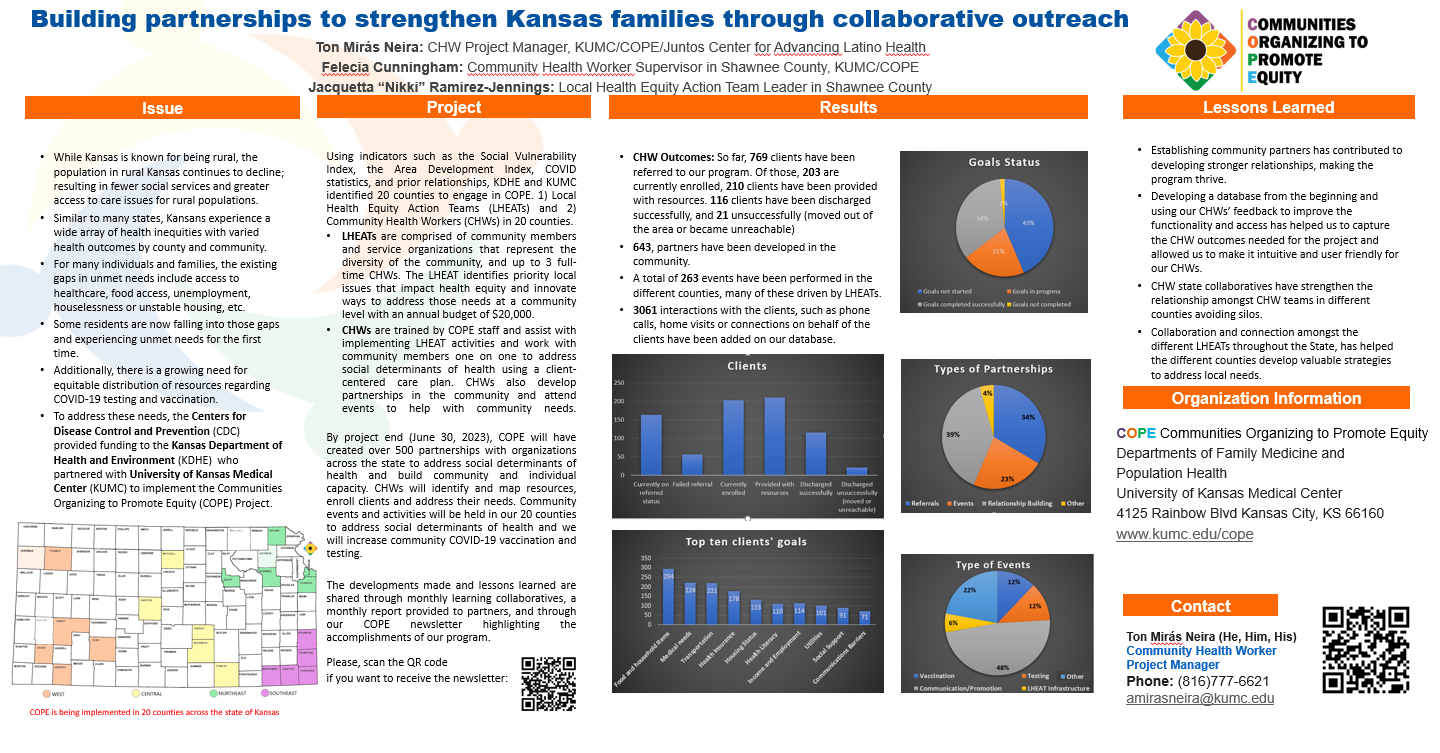 Building partnerships to strengthen Kansas families through collaborative outreach
Ton Mirás Neira: CHW Project Manager, KUMC/COPE/Juntos Center for Advancing Latino Health
Felecia Cunningham: Community Health Worker Supervisor in Shawnee County, KUMC/COPE
Jacquetta “Nikki” Ramirez-Jennings: Local Health Equity Action Team Leader in Shawnee County
COMMUNITIES
ORGANIZING TO
PROMOTE
EQUITY
Issue
• While Kansas is known for being rural, the
population in rural Kansas continues to decline;
resulting in fewer social services and greater
access to care issues for rural populations.
• Similar to many states, Kansans experience a
wide array of health inequities with varied
health outcomes by county and community.
• For many individuals and families, the existing
gaps in unmet needs include access to
healthcare, food access, unemployment,
houselessness or unstable housing, etc.
• Some residents are now falling into those gaps
and experiencing unmet needs for the first
time.
• Additionally, there is a growing need for
equitable distribution of resources regarding
COVID-19 testing and vaccination.
• To address these needs, the Centers for
Disease Control and Prevention (CDC)
provided funding to the Kansas Department of
Health and Environment (KDHE) who
partnered with University of Kansas Medical
Center (KUMC) to implement the Communities
Organizing to Promote Equity (COPE) Project.
WEST
CENTRAL
NORTHEAST
SOUTHEAST
COPE is being implemented in 20 counties across the state of Kansas
Project
Using indicators such as the Social Vulnerability
Index, the Area Development Index, COVID
statistics, and prior relationships, KDHE and KUMC
identified 20 counties to engage in COPE. 1) Local
Health Equity Action Teams (LHEATs) and 2)
Community Health Workers (CHWs) in 20 counties.
• LHEATs are comprised of community members
and service organizations that represent the
diversity of the community, and up to 3 full-
time CHWs. The LHEAT identifies priority local
issues that impact health equity and innovate
ways to address those needs at a community
level with an annual budget of $20,000.
• CHWs are trained by COPE staff and assist with
implementing LHEAT activities and work with
community members one on one to address
social determinants of health using a client-
centered care plan. CHWs also develop
partnerships in the community and attend
events to help with community needs.
By project end (June 30, 2023), COPE will have
created over 500 partnerships with organizations
across the state to address social determinants of
health and build community and individual
capacity. CHWs will identify and map resources,
enroll clients and address their needs. Community
events and activities will be held in our 20 counties
to address social determinants of health and we
will increase community COVID-19 vaccination and
testing.
The developments made and lessons learned are
shared through monthly learning collaboratives, a
monthly report provided to partners, and through
our COPE newsletter highlighting the
accomplishments of our program.
Please, scan the QR code
if you want to receive the newsletter:
Results
• CHW Outcomes: So far, 769 clients have been
referred to our program. Of those, 203 are
currently enrolled, 210 clients have been provided
with resources. 116 clients have been discharged
successfully, and 21 unsuccessfully (moved out of
the area or became unreachable)
• 643, partners have been developed in the
community.
• A total of 263 events have been performed in the
different counties, many of these driven by LHEATs.
• 3061 interactions with the clients, such as phone
calls, home visits or connections on behalf of the
clients have been added on our database.
Clients
250
200
150
100
50
0
Currently on referred status
Failed referral
Currently enrolled
Provided with resources
Discharged successfully
Discharged unsuccessfully (moved or unreachable)
Top ten clients' goals
350
300
250
200
150
100
50
0
294
224
221
178
133
110
114
101
91
71
Food and household items
Medical needs
Transportation
Health Insurance
Housing Status
Health Literacy
Income and Employment
Utilities
Social Support
Communications Barriers
Goals Status
2%
34%
43%
21%
Goals not started
Goals in progress
Goals completed successfully
Goals not completed
Types of Partnerships
4%
34%
39%
23%
Referrals
Events
Relationship Building
Other
Type of Events
22%
12%
12%
6%
48%
Vaccination
Testing
Other
Communication/Promotion
LHEAT Infrastructure
Lessons Learned
• Establishing community partners has contributed to
developing stronger relationships, making the
program thrive.
• Developing a database from the beginning and
using our CHWs’ feedback to improve the
functionality and access has helped us to capture
the CHW outcomes needed for the project and
allowed us to make it intuitive and user friendly for
our CHWs.
• CHW state collaboratives have strengthen the
relationship amongst CHW teams in different
counties avoiding silos.
• Collaboration and connection amongst the
different LHEATs throughout the State, has helped
the different counties develop valuable strategies
to address local needs.
Organization Information
COPE Communities Organizing to Promote Equity
Departments of Family Medicine and
Population Health
University of Kansas Medical Center
4125 Rainbow Blvd Kansas City, KS 66160
www.kumc.edu/cope
Contact
Ton Mirás Neira (He, Him, His)
Community Health Worker
Project Manager
Phone: (816)777-6621
amirasneira@kumc.edu